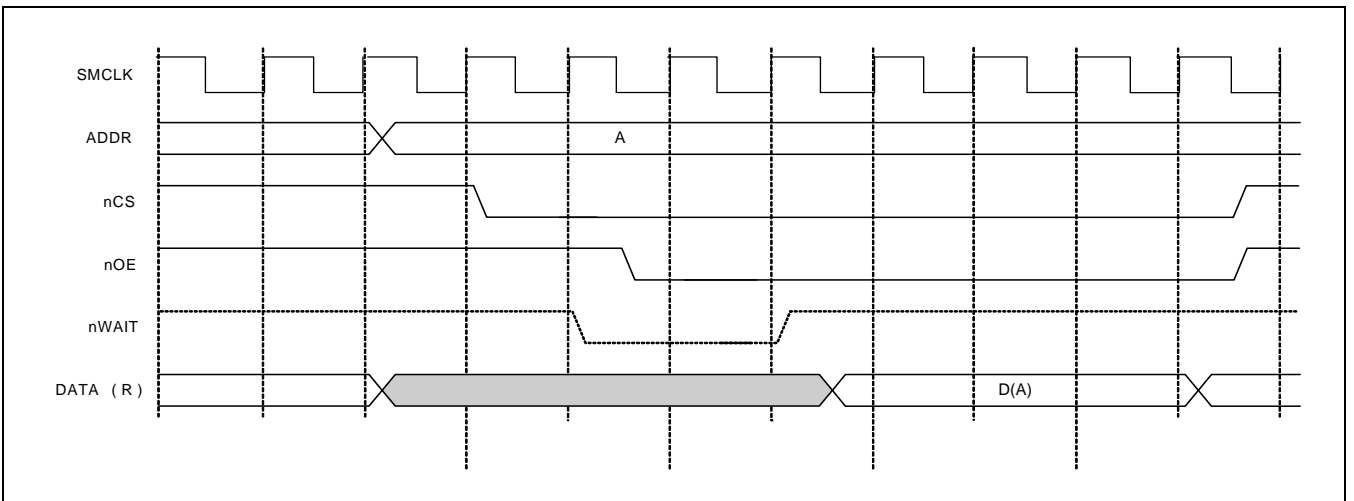 SMCLK
ADDR
A
nCS
nOE
nWAIT
DATA (R)
D(A)